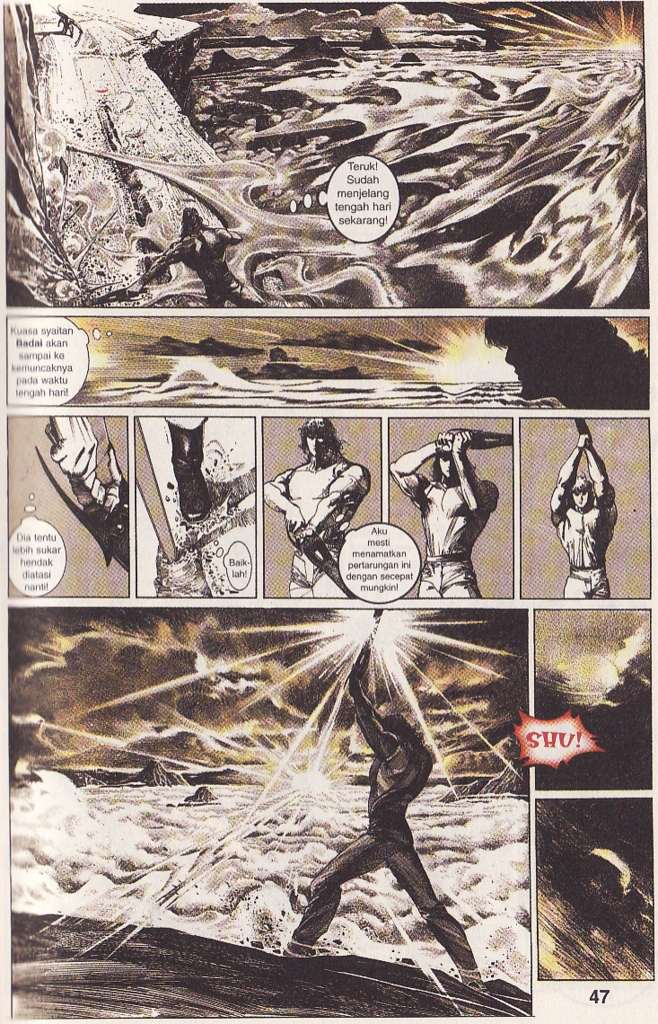 Teruk!
Sudah
menjelang
tengah hari
sekarang!
Kuasa syaitan
Badai akan
sampai ke
kemuncaknya
pada waktu
tengah hari!
Dia tentu
lebih sukar
hendak
diatasi
nanti!
Baik-
lah!
Aku
mesti
menamatkan
pertarungan ini
dengan secepat
mungkin!
SHU!
47